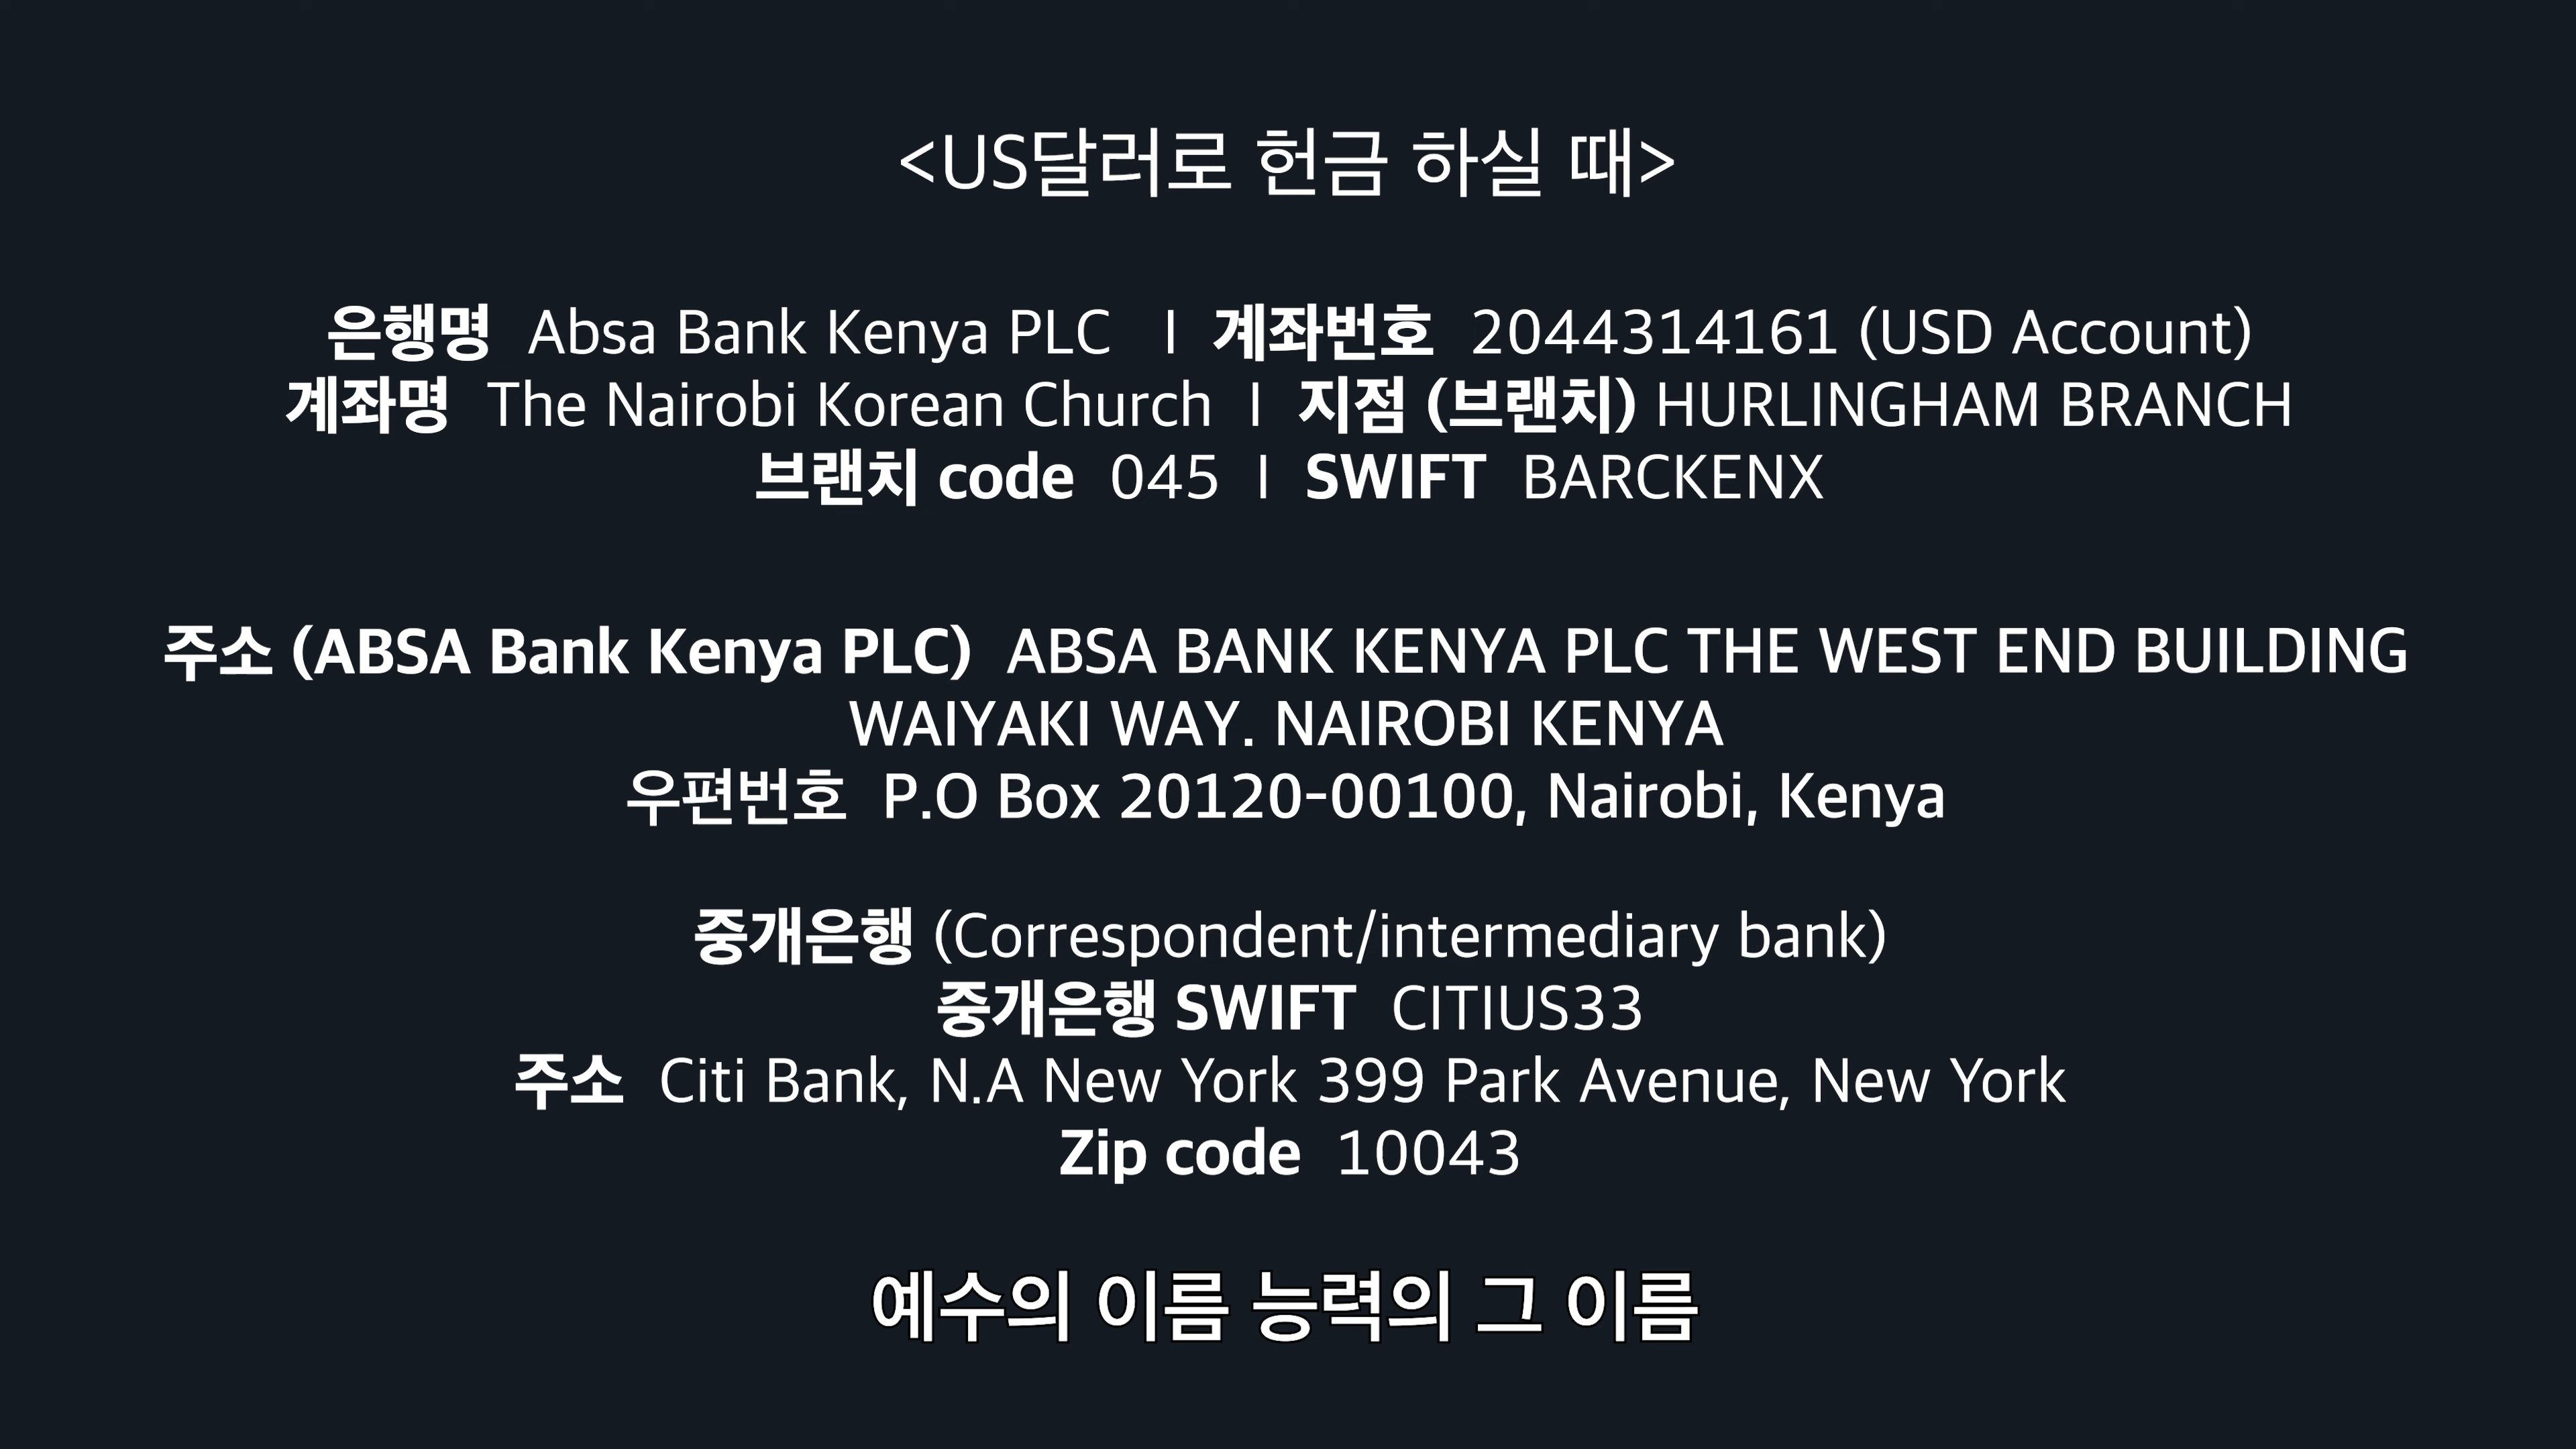 <US달러로 헌금 하실 때>
은행명 Absa Bank Kenya PLC I 계좌번호 2044314161 (USD Account)
계좌명 The Nairobi Korean Church I 지점 (브랜치) HURLINGHAM BRANCH
브랜치 code 045 I SWIFT BARCKENX
주소 (ABSA Bank Kenya PLC) ABSA BANK KENYA PLC THE WEST END BUILDING
WAIYAKI WAY. NAIROBI KENYA
우편번호 P.O Box 20120-00100, Nairobi, Kenya
중개은행 (Correspondent/intermediary bank)
중개은행 SWIFT CITIUS33
주소 Citi Bank, N.A New York 399 Park Avenue, New York
Zip code 10043
예수의 이름 능력의 그 이름